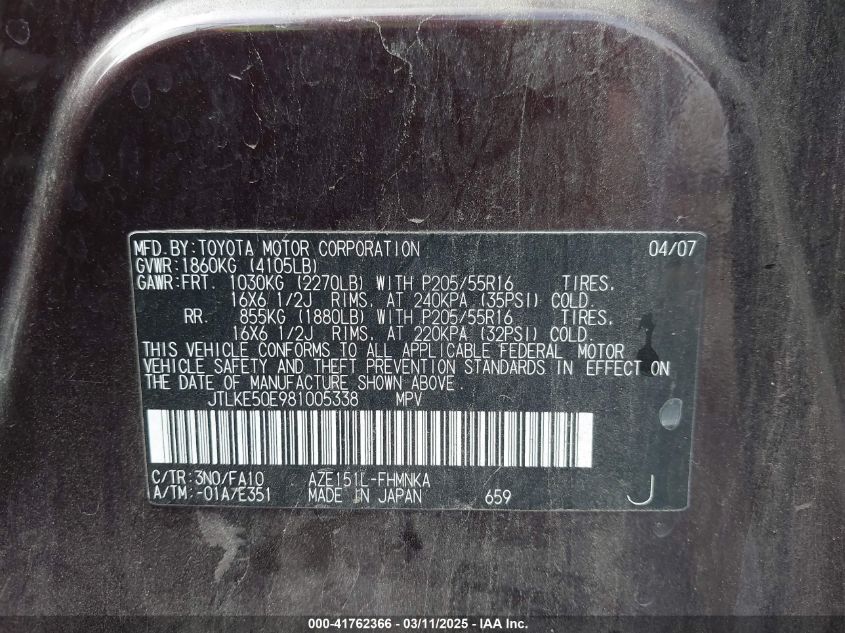 MFD.BY:TOYOTA MOTOR CORPORATION 04/07
GVWR:1860KG (4105LB)
GAWR:FRT. 1030KG (2270LB) WITH P205/55R16 TIRES,
16X6 1/2J RIMS, AT 240KPA (35PSI) COLD.
RR. 855KG (1880LB) WITH P205/55R16 TIRES,
16X6 1/2J RIMS, AT 220KPA (32PSI) COLD.
THIS VEHICLE CONFORMS TO ALL APPLICABLE FEDERAL MOTOR
VEHICLE SAFETY AND THEFT PREVENTION STANDARDS IN EFFECT ON
THE DATE OF MANUFACTURE SHOWN ABOVE.
JTLKE50E981005338 MPV
C/TR:3N0/FA10 AZE151L-FHMNKA
A/TM:-01A/E351 MADE IN JAPAN 659 J
000-41762366 - 03/11/2025 - IAA Inc.